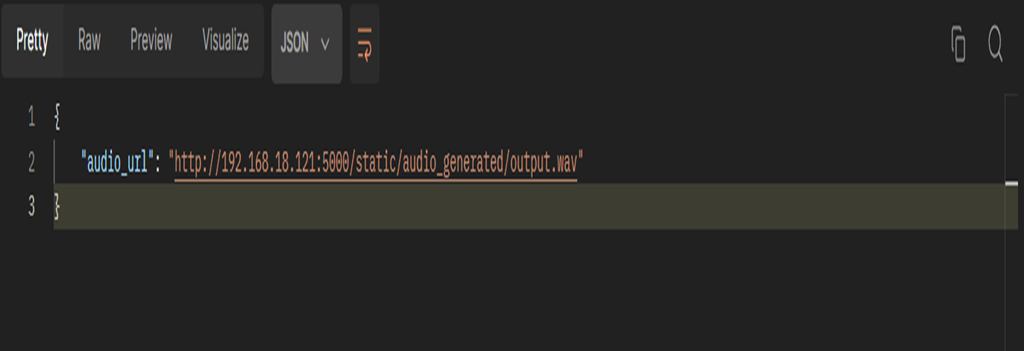 Pretty Raw Preview Visualize JSON
1 {
2 "audio_url": "http://192.168.18.121:5000/static/audio_generated/output.wav"
3 }